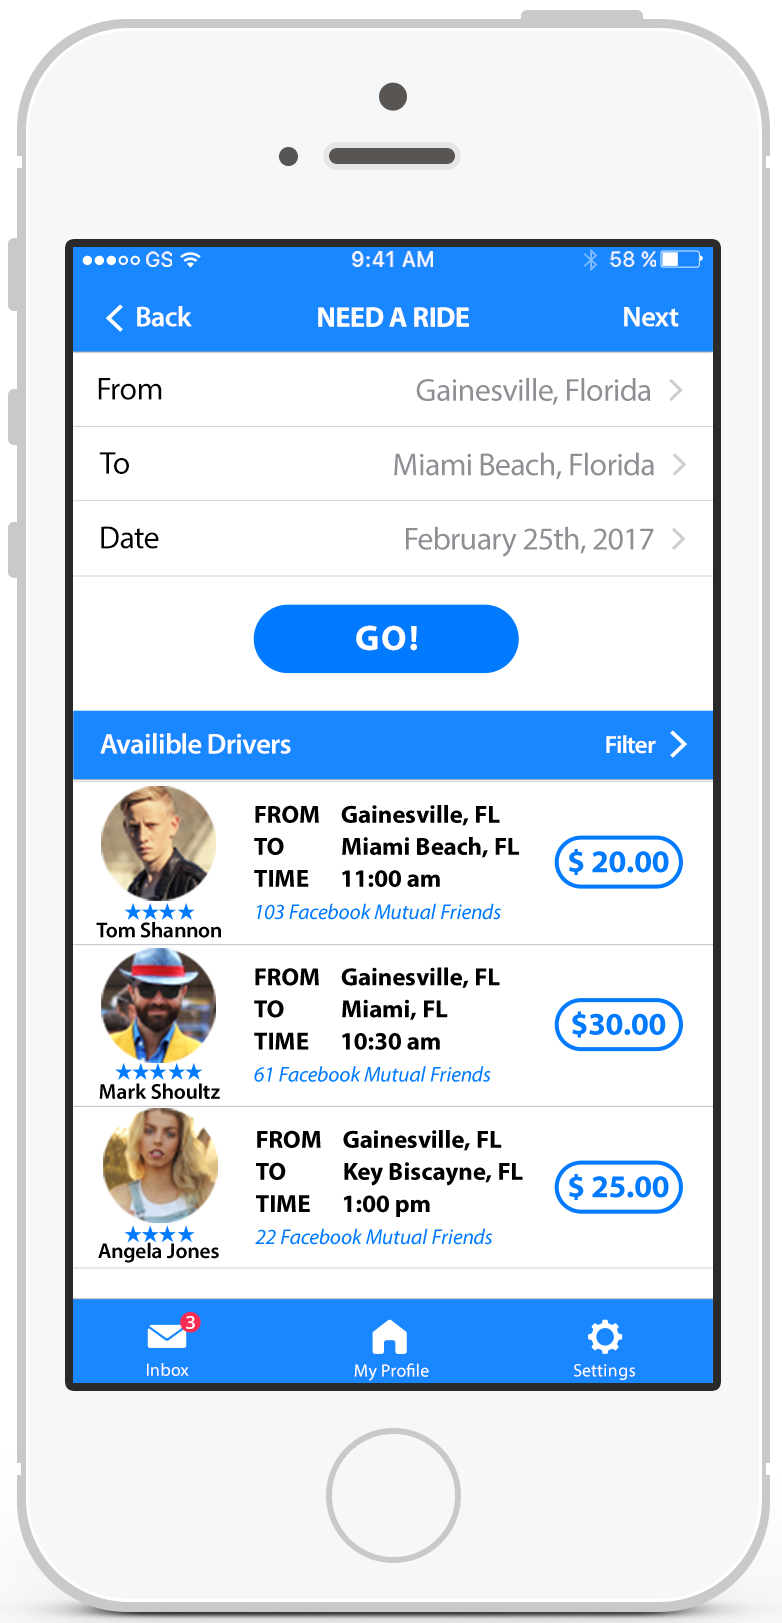 GS 9:41 AM 58 %
Back NEED A RIDE Next
From Gainesville, Florida
To Miami Beach, Florida
Date February 25th, 2017
GO!
Availible Drivers Filter
FROM Gainesville, FL
TO Miami Beach, FL
TIME 11:00 am
$ 20.00
103 Facebook Mutual Friends
Tom Shannon
FROM Gainesville, FL
TO Miami, FL
TIME 10:30 am
$30.00
61 Facebook Mutual Friends
Mark Shoultz
FROM Gainesville, FL
TO Key Biscayne, FL
TIME 1:00 pm
$ 25.00
22 Facebook Mutual Friends
Angela Jones
3
Inbox My Profile Settings